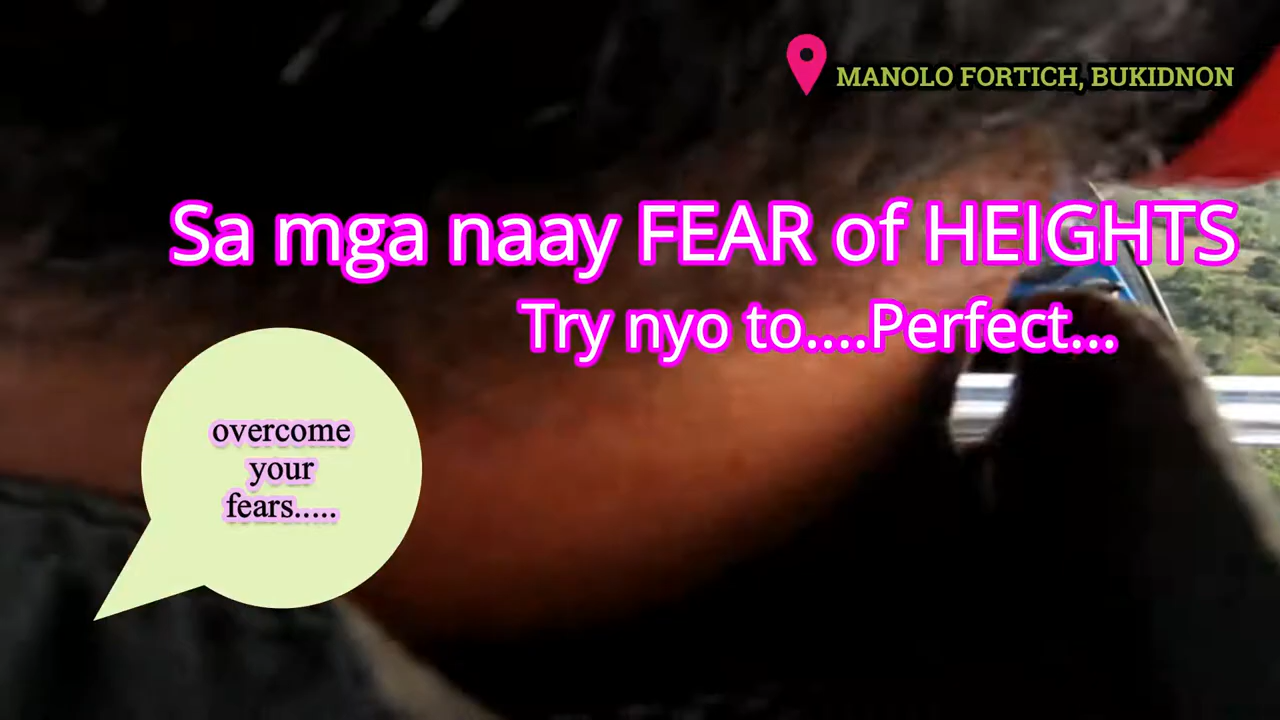 MANOLO FORTICH, BUKIDNON
Sa mga naay FEAR of HEIGHTS
Try nyo to....Perfect...
overcome
your
fears.....